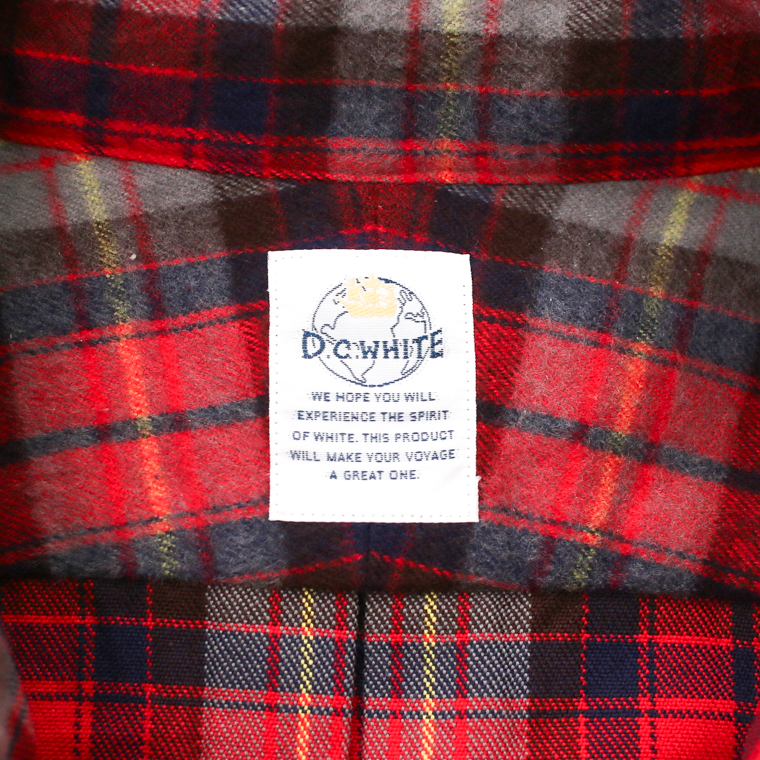 D.C.WHITE
WE HOPE YOU WILL
EXPERIENCE THE SPIRIT
OF WHITE. THIS PRODUCT
WILL MAKE YOUR VOYAGE
A GREAT ONE.